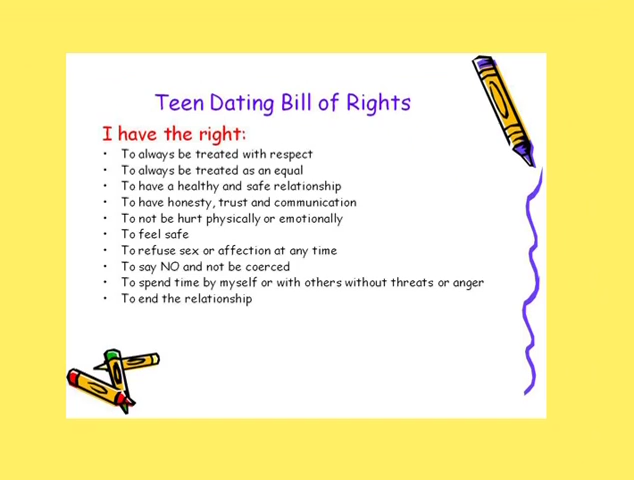 Teen Dating Bill of Rights
I have the right:
• To always be treated with respect
• To always be treated as an equal
• To have a healthy and safe relationship
• To have honesty, trust and communication
• To not be hurt physically or emotionally
• To feel safe
• To refuse sex or affection at any time
• To say NO and not be coerced
• To spend time by myself or with others without threats or anger
• To end the relationship